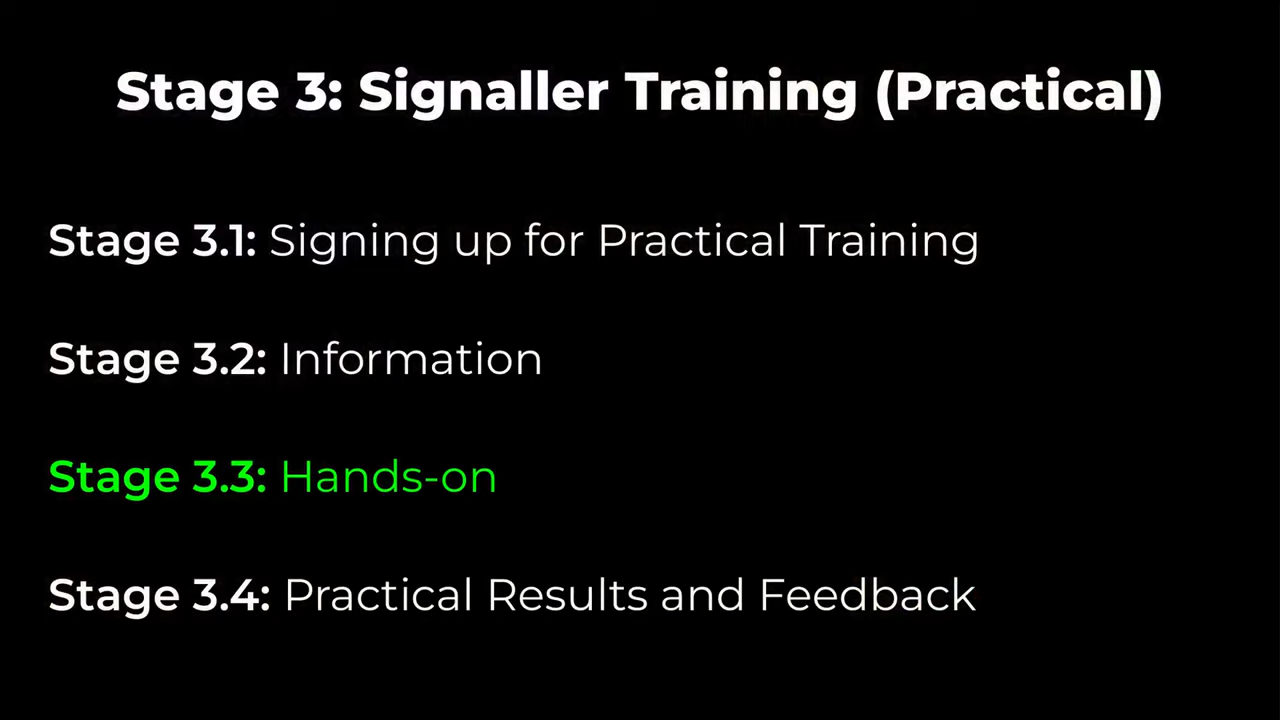 Stage 3: Signaller Training (Practical)
Stage 3.1: Signing up for Practical Training
Stage 3.2: Information
Stage 3.3: Hands-on
Stage 3.4: Practical Results and Feedback